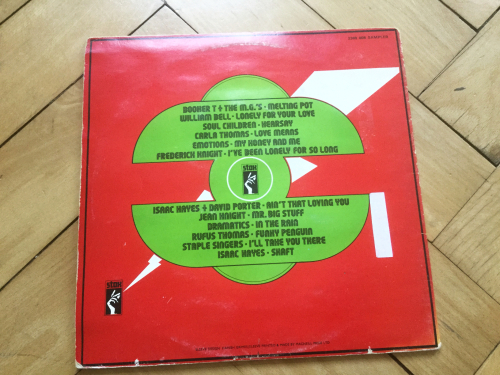 BOOKER T + THE M.G.'S · MELTING POT
WILLIAM BELL · LONELY FOR YOUR LOVE
SOUL CHILDREN · HEARSAY
CARLA THOMAS · LOVE MEANS
EMOTIONS · MY HONEY AND ME
FREDERICK KNIGHT · I'VE BEEN LONELY FOR SO LONG
stax
ISAAC HAYES + DAVID PORTER · AIN'T THAT LOVING YOU
JEAN KNIGHT · MR. BIG STUFF
DRAMATICS · IN THE RAIN
RUFUS THOMAS · FUNKY PENGUIN
STAPLE SINGERS · I'LL TAKE YOU THERE
ISAAC HAYES · SHAFT
stax